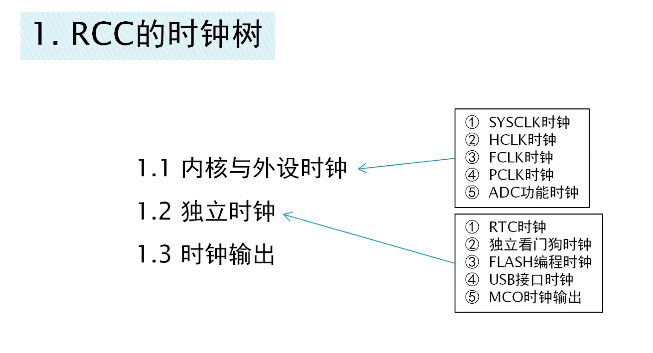 1. RCC的时钟树
1.1 内核与外设时钟
1.2 独立时钟
1.3 时钟输出
① SYSCLK时钟
② HCLK时钟
③ FCLK时钟
④ PCLK时钟
⑤ ADC功能时钟
① RTC时钟
② 独立看门狗时钟
③ FLASH编程时钟
④ USB接口时钟
⑤ MCO时钟输出